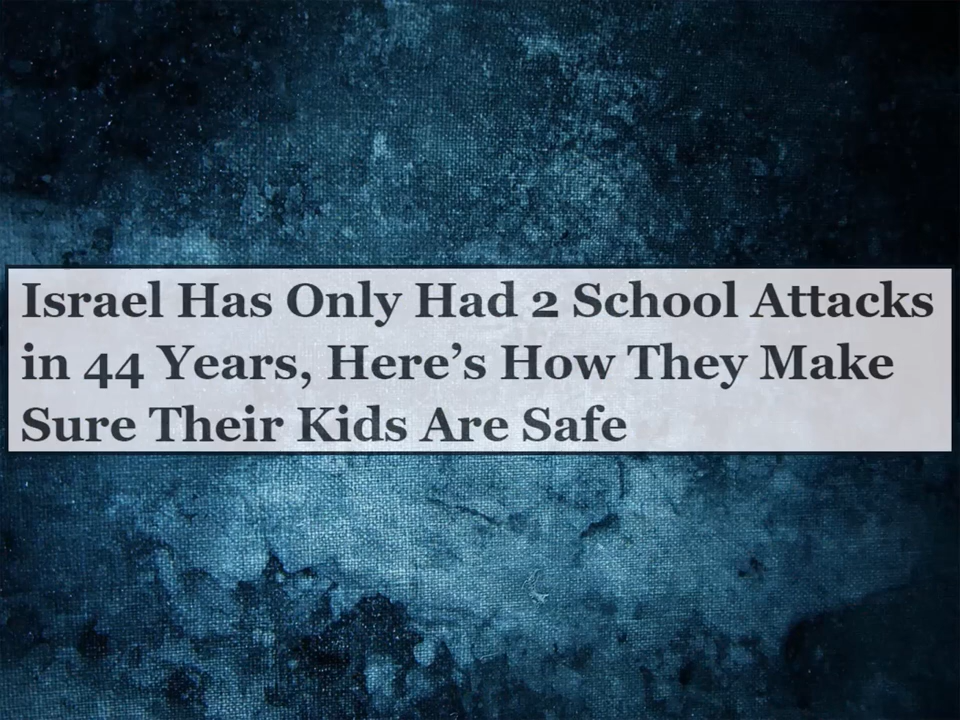 Israel Has Only Had 2 School Attacks
in 44 Years, Here’s How They Make
Sure Their Kids Are Safe